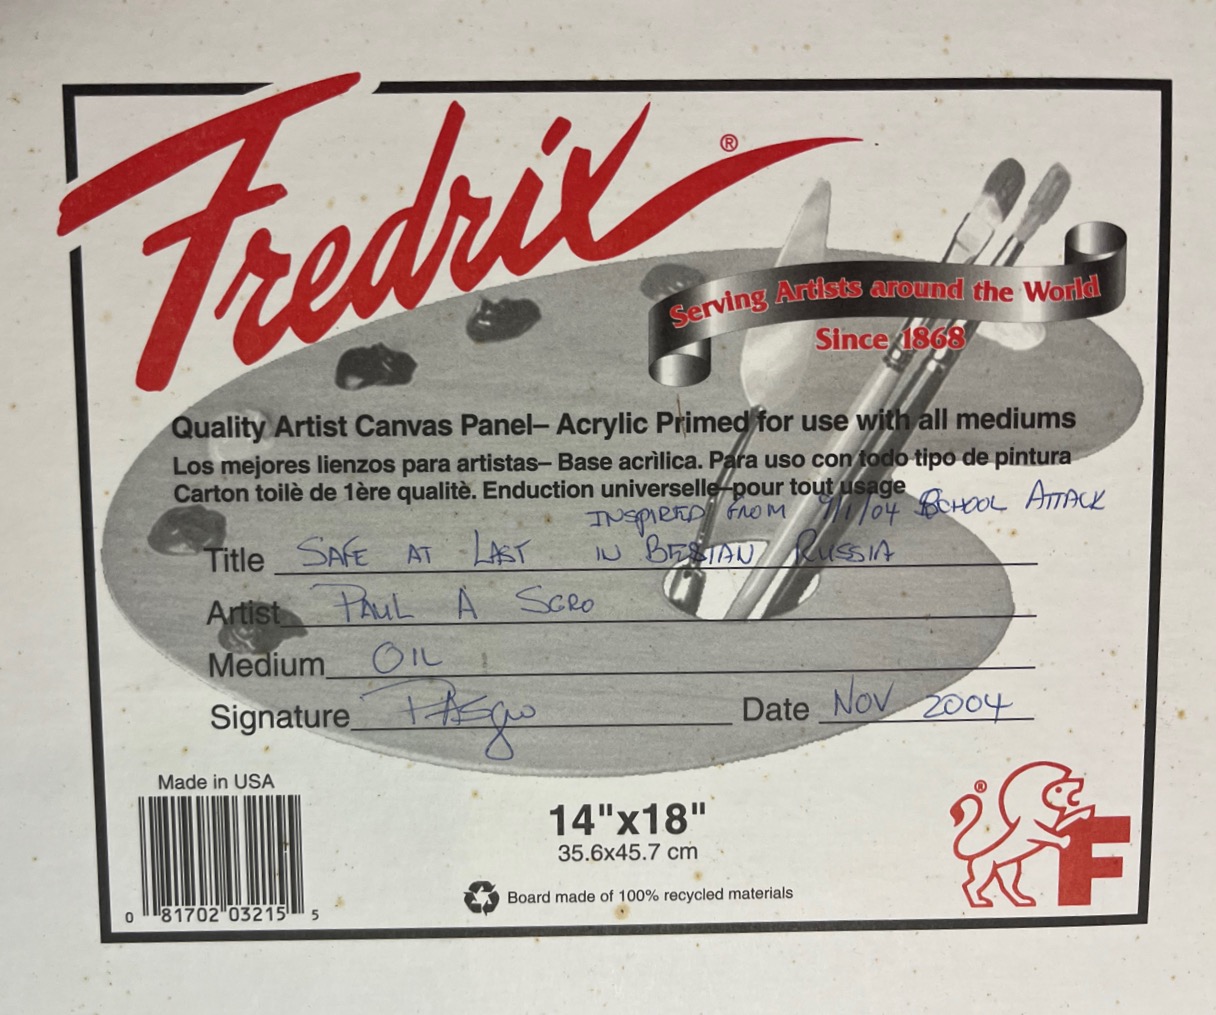 Fredrix ®
Serving Artists around the World
Since 1868
Quality Artist Canvas Panel– Acrylic Primed for use with all mediums
Los mejores lienzos para artistas– Base acrìlica. Para uso con todo tipo de pintura
Carton toilè de 1ère qualitè. Enduction universelle–pour tout usage
INSPIRED FROM 9/1/04 SCHOOL ATTACK
Title SAFE AT LAST IN BESLAN RUSSIA
Artist PAUL A SGRO
Medium OIL
Signature PASgro Date NOV 2004
Made in USA
0 81702 03215 5
14"x18"
35.6x45.7 cm
Board made of 100% recycled materials
® F